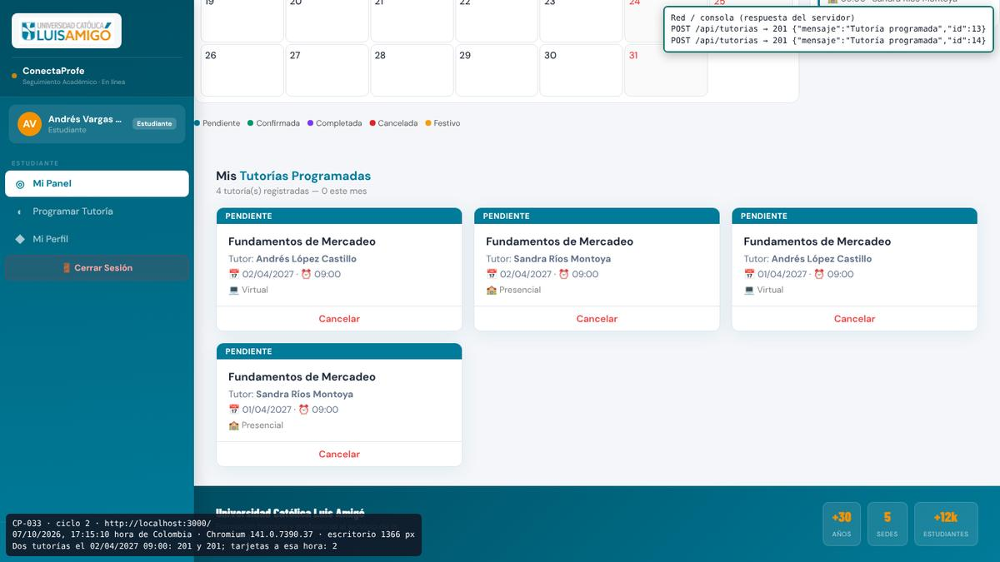 UNIVERSIDAD CATÓLICA
LUISAMIGÓ
ConectaProfe
Seguimiento Académico · En línea
AV
Andrés Vargas ...
Estudiante
Estudiante
ESTUDIANTE
Mi Panel
Programar Tutoría
Mi Perfil
Cerrar Sesión
19 20 21 22 23 24 25
26 27 28 29 30 31
Red / consola (respuesta del servidor)
POST /api/tutorias → 201 {"mensaje":"Tutoría programada","id":13}
POST /api/tutorias → 201 {"mensaje":"Tutoría programada","id":14}
Pendiente Confirmada Completada Cancelada Festivo
Mis Tutorías Programadas
4 tutoría(s) registradas — 0 este mes
PENDIENTE
Fundamentos de Mercadeo
Tutor: Andrés López Castillo
02/04/2027 · 09:00
Virtual
Cancelar
PENDIENTE
Fundamentos de Mercadeo
Tutor: Sandra Ríos Montoya
02/04/2027 · 09:00
Presencial
Cancelar
PENDIENTE
Fundamentos de Mercadeo
Tutor: Andrés López Castillo
01/04/2027 · 09:00
Virtual
Cancelar
PENDIENTE
Fundamentos de Mercadeo
Tutor: Sandra Ríos Montoya
01/04/2027 · 09:00
Presencial
Cancelar
Universidad Católica Luis Amigó
+30
AÑOS
5
SEDES
+12k
ESTUDIANTES
CP-033 · ciclo 2 · http://localhost:3000/
07/10/2026, 17:15:10 hora de Colombia · Chromium 141.0.7390.37 · escritorio 1366 px
Dos tutorías el 02/04/2027 09:00: 201 y 201; tarjetas a esa hora: 2